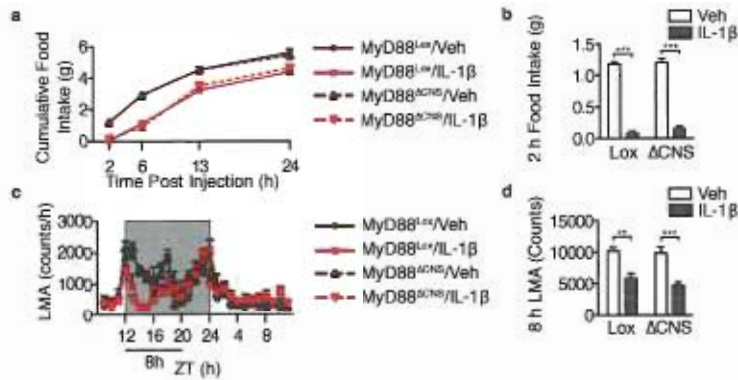 a
Cumulative Food
Intake (g)
6
4
2
0
2 6 13 24
Time Post Injection (h)
MyD88Lox/Veh
MyD88Lox/IL-1β
MyD88ΔCNS/Veh
MyD88ΔCNS/IL-1β
b
Veh
IL-1β
2 h Food Intake (g)
1.5
1.0
0.5
0.0
***
***
Lox ΔCNS
c
LMA (counts/h)
3000
2000
1000
0
12 16 20 24 4 8
8h
ZT (h)
MyD88Lox/Veh
MyD88Lox/IL-1β
MyD88ΔCNS/Veh
MyD88ΔCNS/IL-1β
d
Veh
IL-1β
8 h LMA (Counts)
15000
10000
5000
0
**
***
Lox ΔCNS